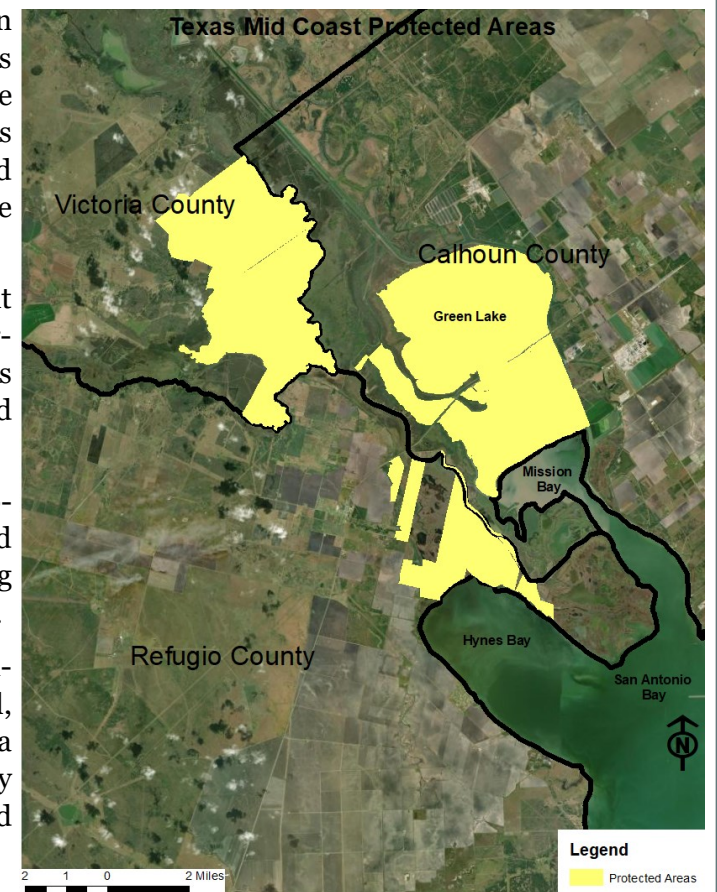 Texas Mid Coast Protected Areas
Victoria County
Calhoun County
Green Lake
Mission
Bay
Hynes Bay
Refugio County
San Antonio
Bay
N
Legend
Protected Areas
2 1 0 2 Miles